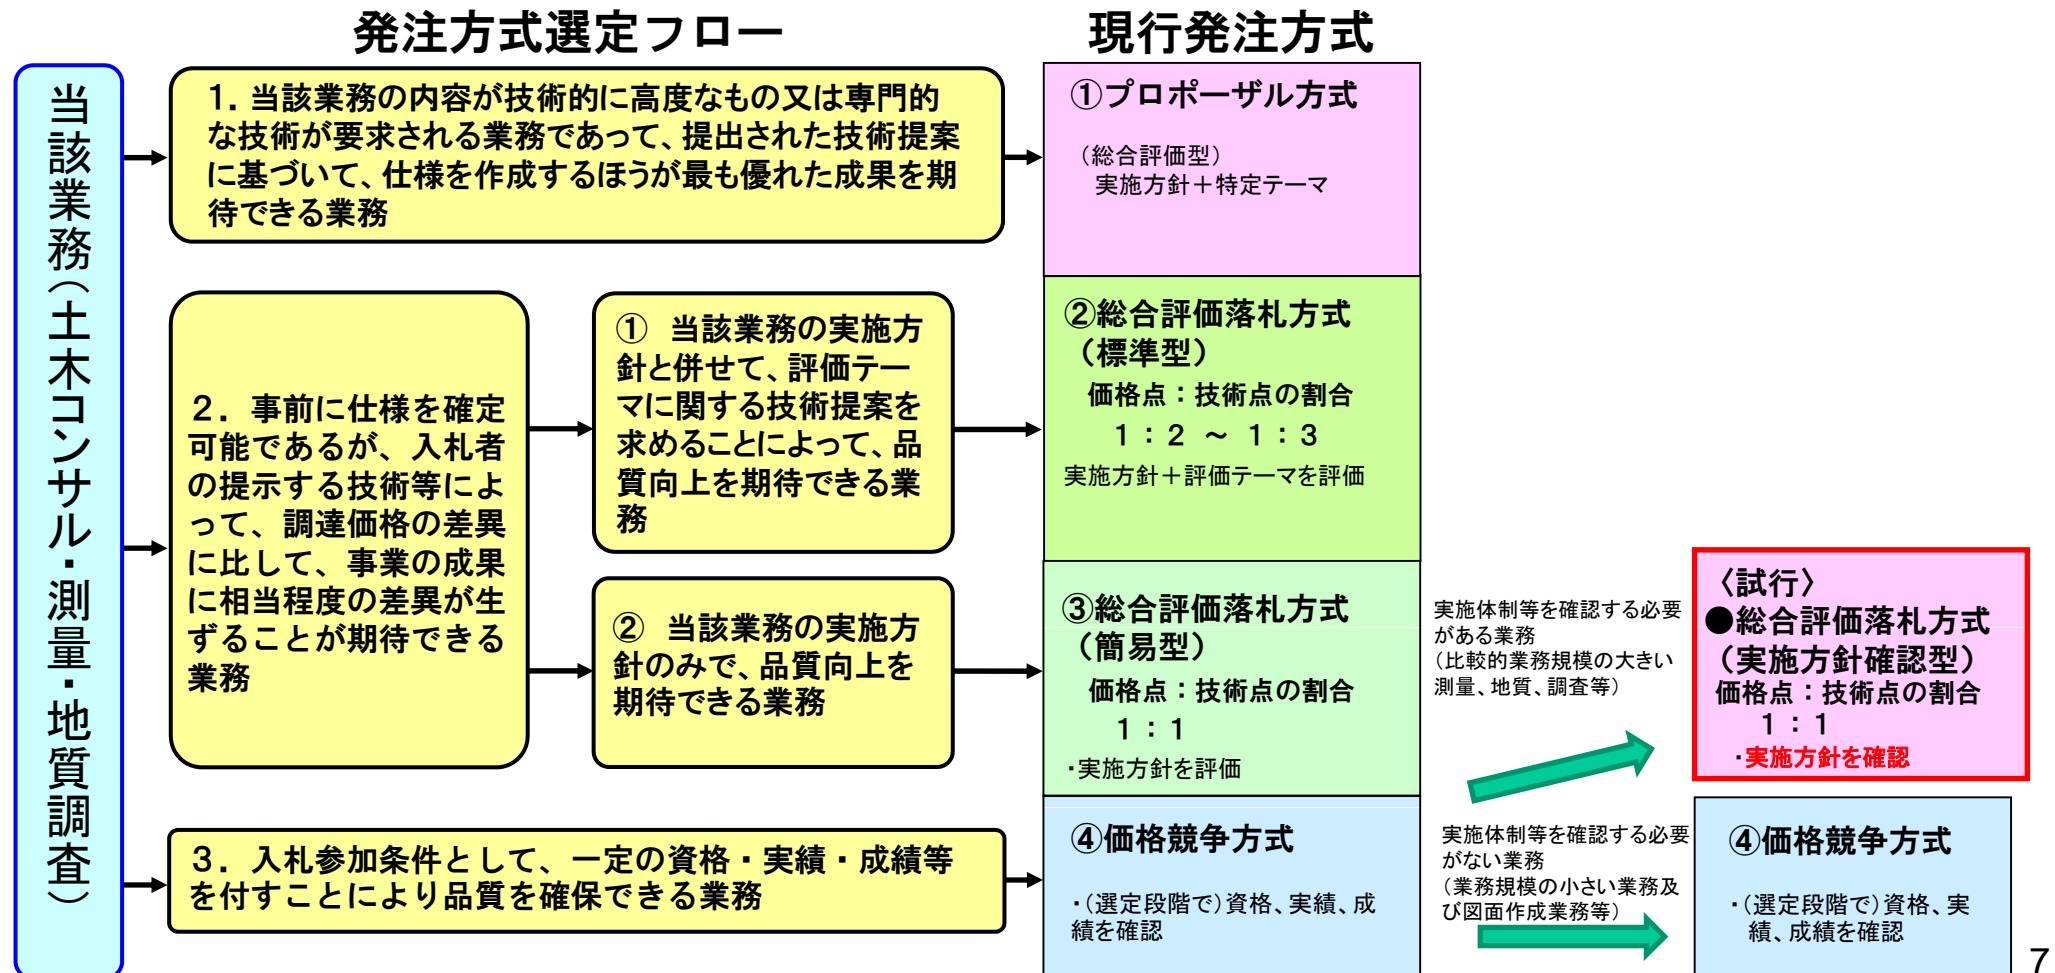 発注方式選定フロー
現行発注方式
当該業務（土木コンサル・測量・地質調査）
1．当該業務の内容が技術的に高度なもの又は専門的
な技術が要求される業務であって、提出された技術提案
に基づいて、仕様を作成するほうが最も優れた成果を期
待できる業務
①プロポーザル方式
（総合評価型）
実施方針＋特定テーマ
２．事前に仕様を確定
可能であるが、入札者
の提示する技術等によ
って、調達価格の差異
に比して、事業の成果
に相当程度の差異が生
ずることが期待できる
業務
①　当該業務の実施方
針と併せて、評価テー
マに関する技術提案を
求めることによって、品
質向上を期待できる業
務
②総合評価落札方式
（標準型）
価格点：技術点の割合
１：２ ～ １：３
実施方針＋評価テーマを評価
②　当該業務の実施方
針のみで、品質向上を
期待できる業務
③総合評価落札方式
（簡易型）
価格点：技術点の割合
１：１
・実施方針を評価
実施体制等を確認する必要
がある業務
（比較的業務規模の大きい
測量、地質、調査等）
〈試行〉
●総合評価落札方式
（実施方針確認型）
価格点：技術点の割合
１：１
・実施方針を確認
３．入札参加条件として、一定の資格・実績・成績等
を付すことにより品質を確保できる業務
④価格競争方式
・（選定段階で）資格、実績、成
績を確認
実施体制等を確認する必要
がない業務
（業務規模の小さい業務及
び図面作成業務等）
④価格競争方式
・（選定段階で）資格、実
績、成績を確認
7